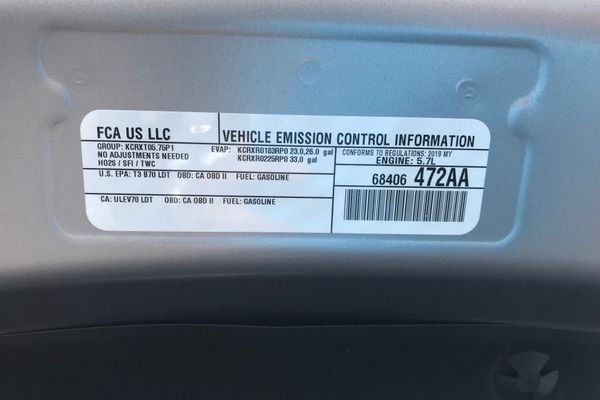 FCA US LLC
VEHICLE EMISSION CONTROL INFORMATION
GROUP: KCRXT05.75P1
EVAP: KCRXR0183RP0 23.0,26.0 gal
CONFORMS TO REGULATIONS: 2019 MY
NO ADJUSTMENTS NEEDED
KCRXR0225RP0 33.0 gal
ENGINE: 5.7L
HO2S / SFI / TWC
U.S. EPA: T3 B70 LDT OBD: CA OBD II FUEL: GASOLINE
68406 472AA
CA: ULEV70 LDT OBD: CA OBD II FUEL: GASOLINE